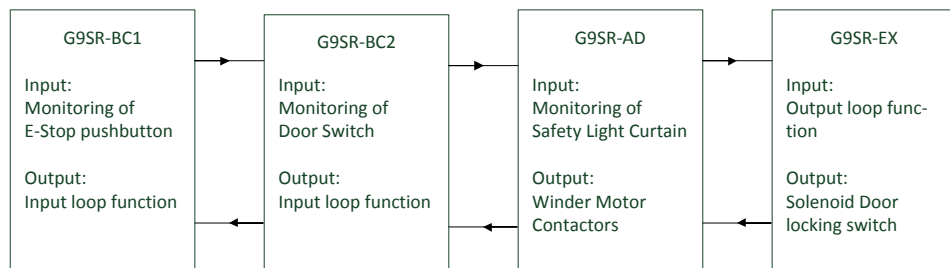 G9SR-BC1
Input:
Monitoring of
E-Stop pushbutton
Output:
Input loop function
G9SR-BC2
Input:
Monitoring of
Door Switch
Output:
Input loop function
G9SR-AD
Input:
Monitoring of
Safety Light Curtain
Output:
Winder Motor
Contactors
G9SR-EX
Input:
Output loop func-
tion
Output:
Solenoid Door
locking switch